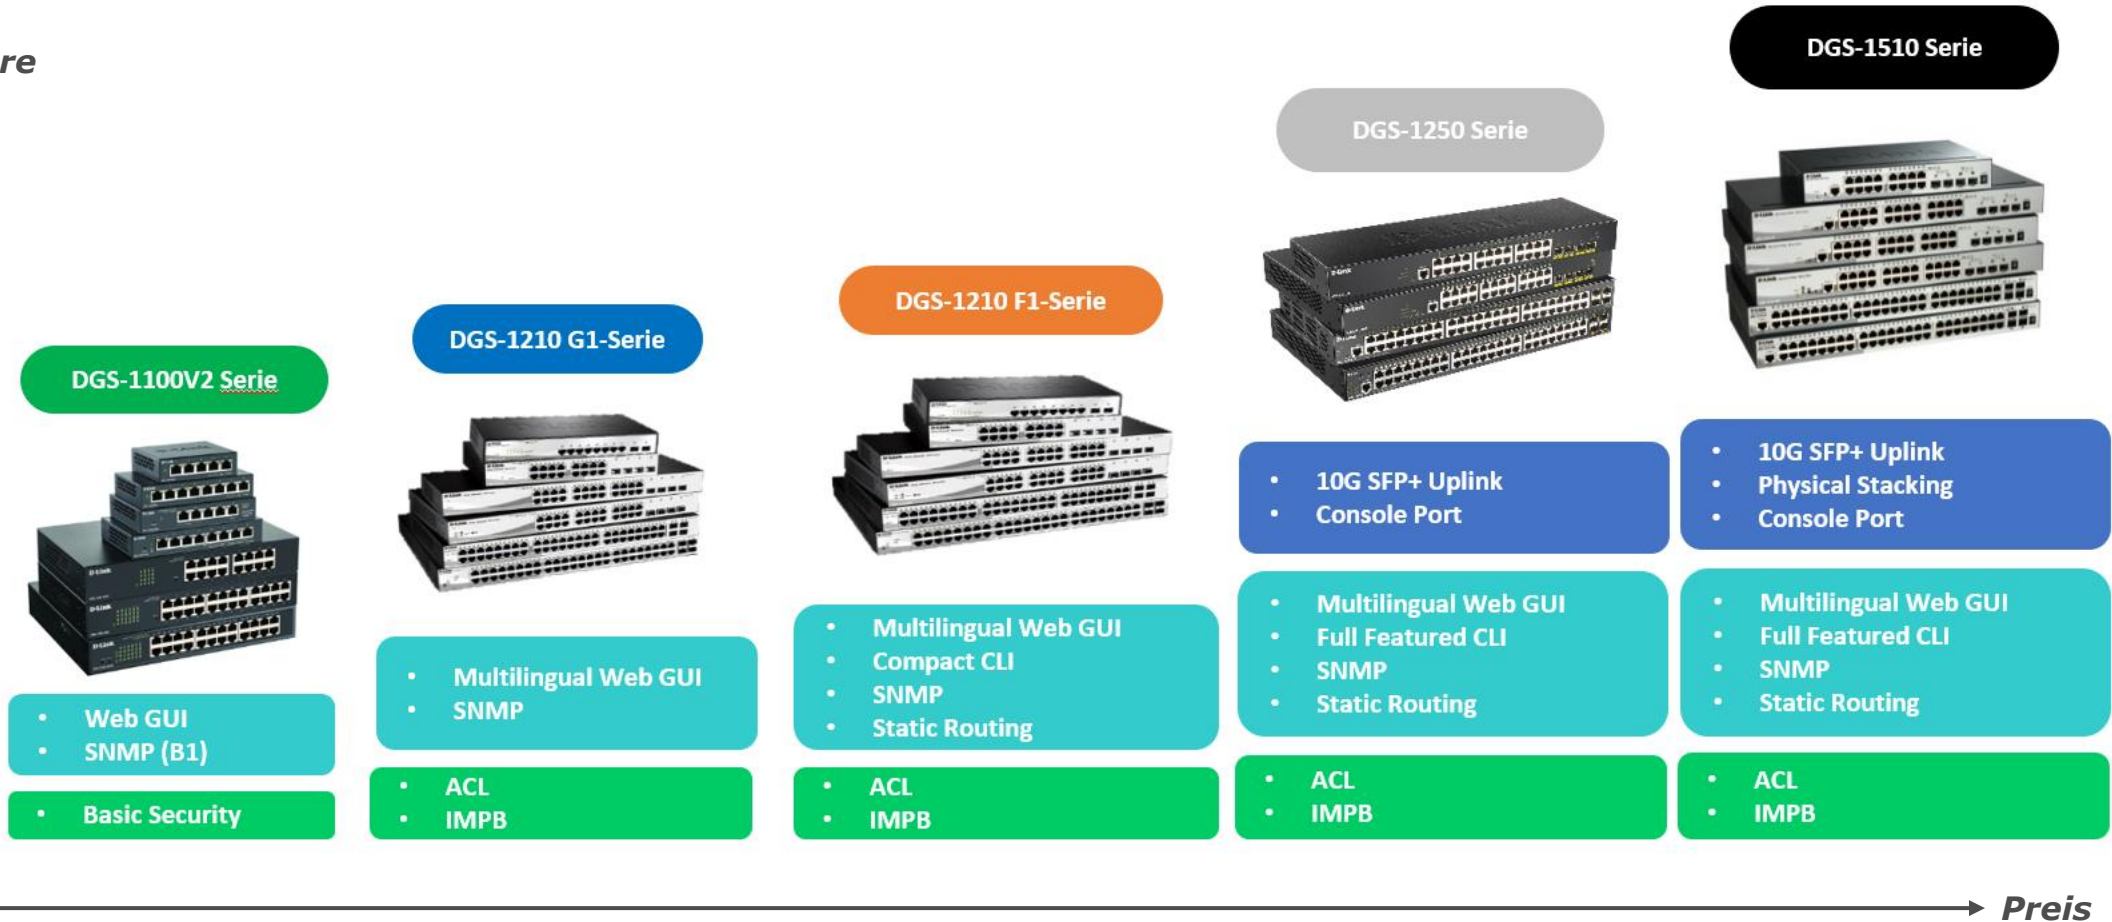 re
DGS-1100V2 Serie
Web GUI
SNMP (B1)
Basic Security
DGS-1210 G1-Serie
Multilingual Web GUI
SNMP
ACL
IMPB
DGS-1210 F1-Serie
Multilingual Web GUI
Compact CLI
SNMP
Static Routing
ACL
IMPB
DGS-1250 Serie
10G SFP+ Uplink
Console Port
Multilingual Web GUI
Full Featured CLI
SNMP
Static Routing
ACL
IMPB
DGS-1510 Serie
10G SFP+ Uplink
Physical Stacking
Console Port
Multilingual Web GUI
Full Featured CLI
SNMP
Static Routing
ACL
IMPB
Preis